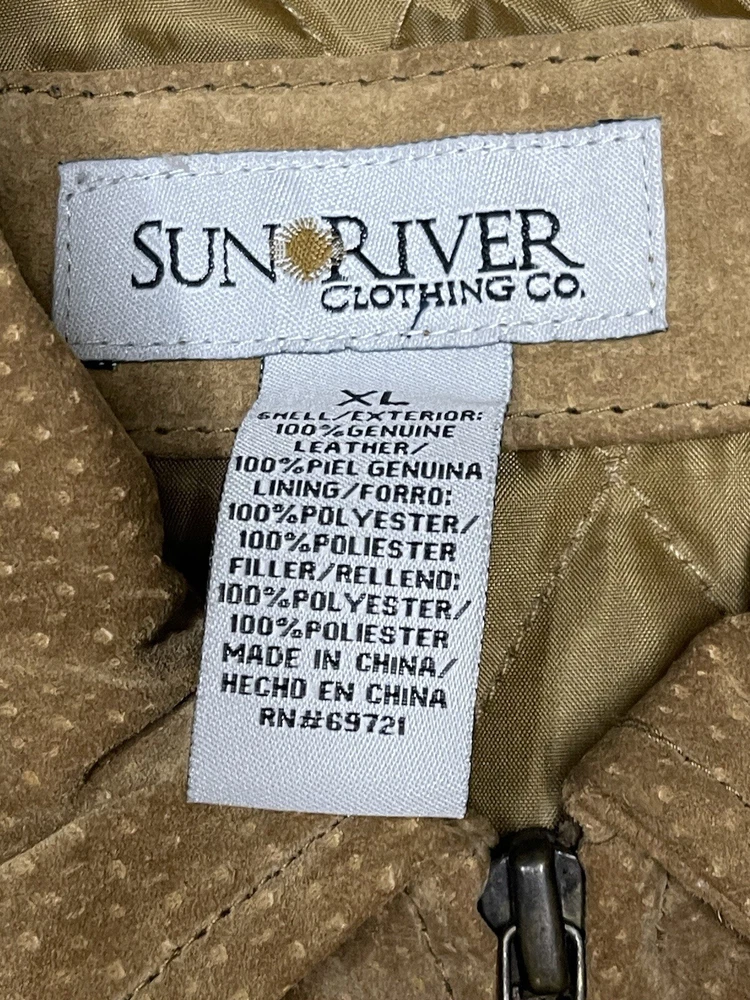 SUN RIVER
CLOTHING CO.
XL
SHELL/EXTERIOR:
100%GENUINE
LEATHER/
100%PIEL GENUINA
LINING/FORRO:
100%POLYESTER/
100%POLIESTER
FILLER/RELLENO:
100%POLYESTER/
100%POLIESTER
MADE IN CHINA/
HECHO EN CHINA
RN#69721